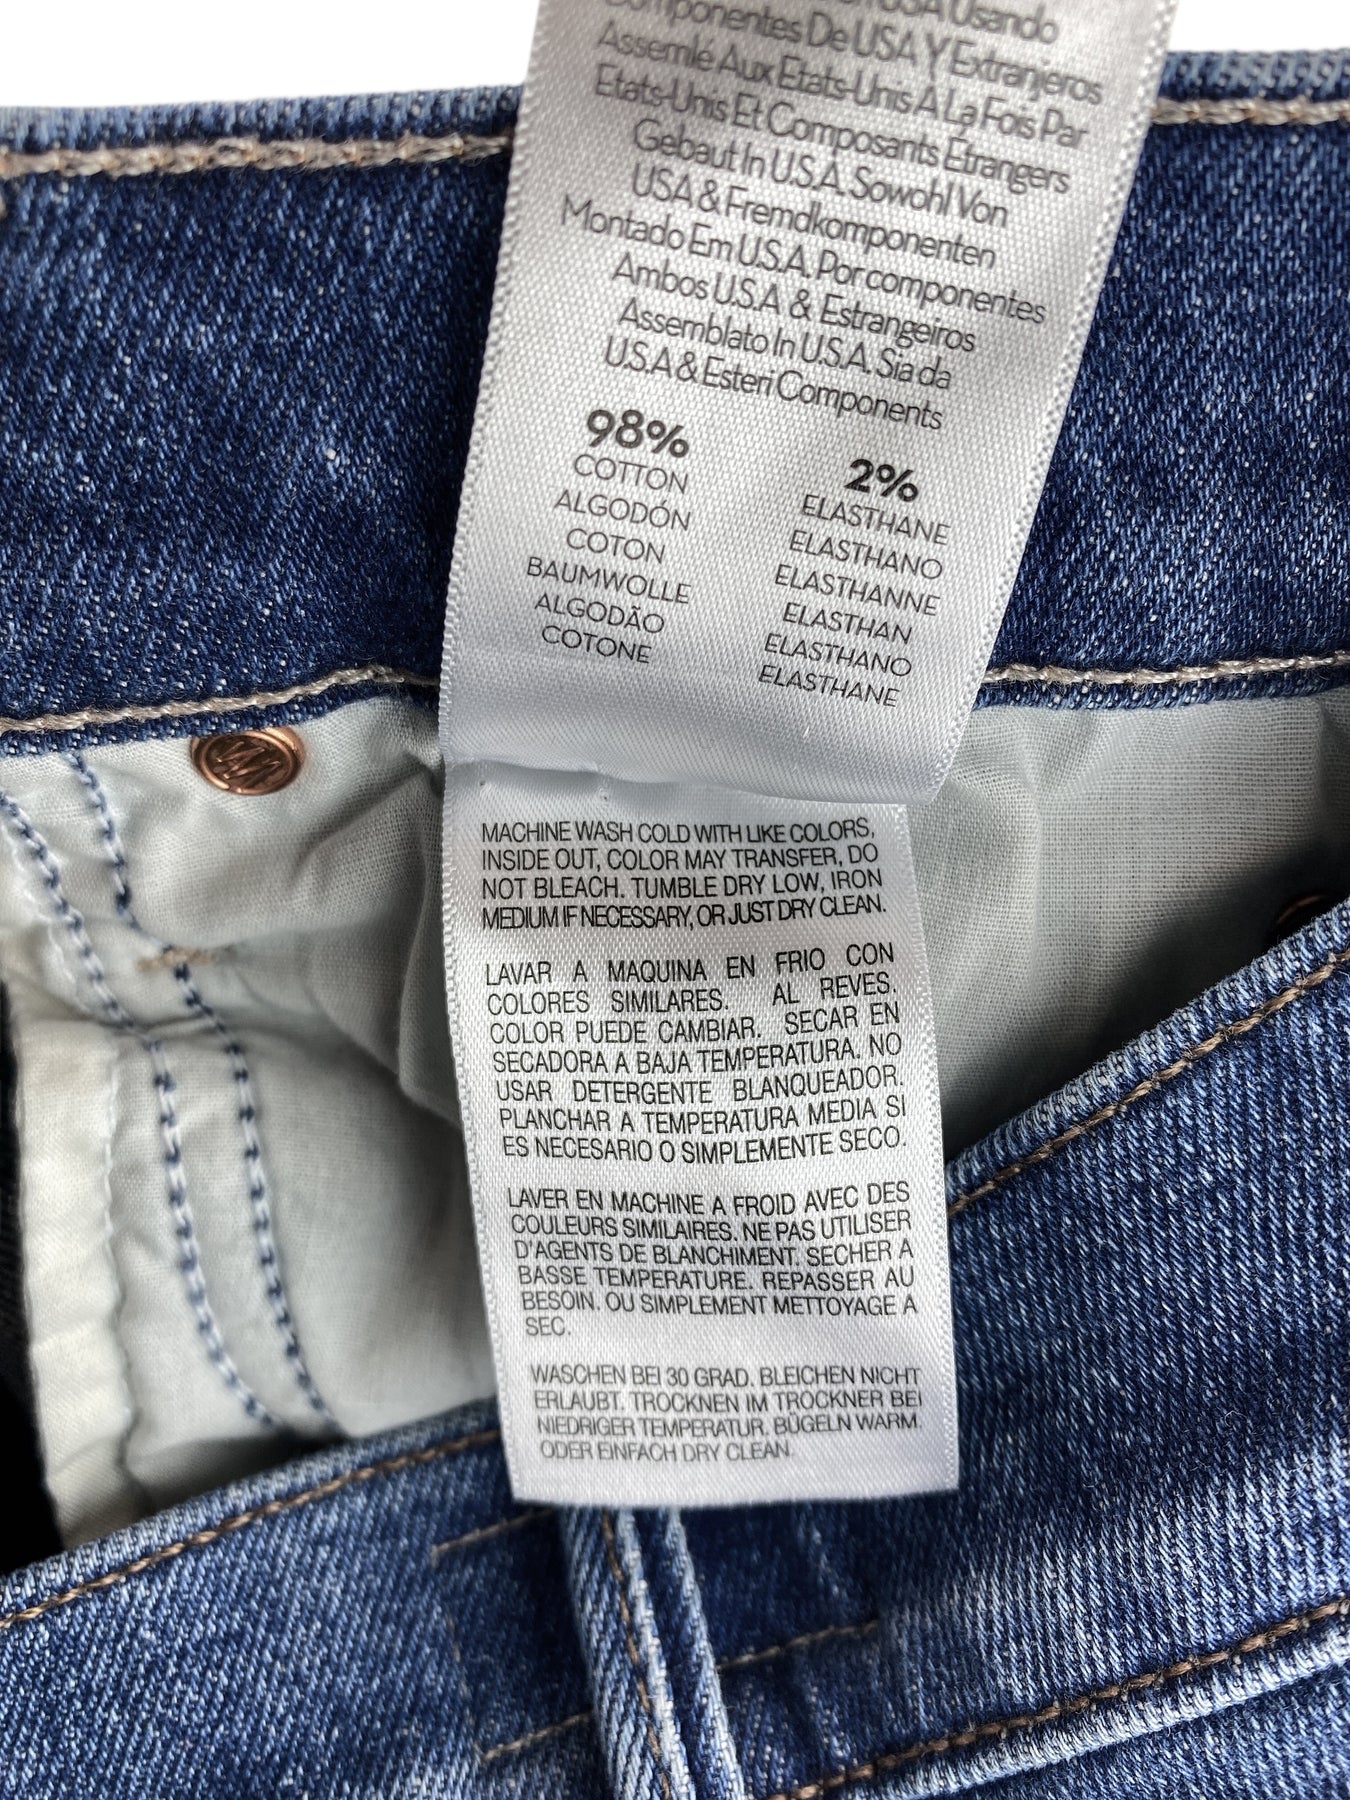 USA Usando
Componentes De USA Y Extranjeros
Assemlé Aux Etats-Unis A La Fois Par
Etats-Unis Et Composants Étrangers
Gebaut In U.S.A. Sowohl Von
USA & Fremdkomponenten
Montado Em U.S.A. Por componentes
Ambos U.S.A & Estrangeiros
Assemblato In U.S.A. Sia da
U.S.A & Esteri Components
98%
COTTON
ALGODÓN
COTON
BAUMWOLLE
ALGODÃO
COTONE
2%
ELASTHANE
ELASTHANO
ELASTHANNE
ELASTHAN
ELASTHANO
ELASTHANE
MACHINE WASH COLD WITH LIKE COLORS,
INSIDE OUT, COLOR MAY TRANSFER, DO
NOT BLEACH. TUMBLE DRY LOW, IRON
MEDIUM IF NECESSARY, OR JUST DRY CLEAN.
LAVAR A MAQUINA EN FRIO CON
COLORES SIMILARES. AL REVES.
COLOR PUEDE CAMBIAR. SECAR EN
SECADORA A BAJA TEMPERATURA. NO
USAR DETERGENTE BLANQUEADOR.
PLANCHAR A TEMPERATURA MEDIA SI
ES NECESARIO O SIMPLEMENTE SECO.
LAVER EN MACHINE A FROID AVEC DES
COULEURS SIMILAIRES. NE PAS UTILISER
D'AGENTS DE BLANCHIMENT. SECHER A
BASSE TEMPERATURE. REPASSER AU
BESOIN. OU SIMPLEMENT METTOYAGE A
SEC.
WASCHEN BEI 30 GRAD. BLEICHEN NICHT
ERLAUBT. TROCKNEN IM TROCKNER BEI
NIEDRIGER TEMPERATUR. BÜGELN WARM.
ODER EINFACH DRY CLEAN.